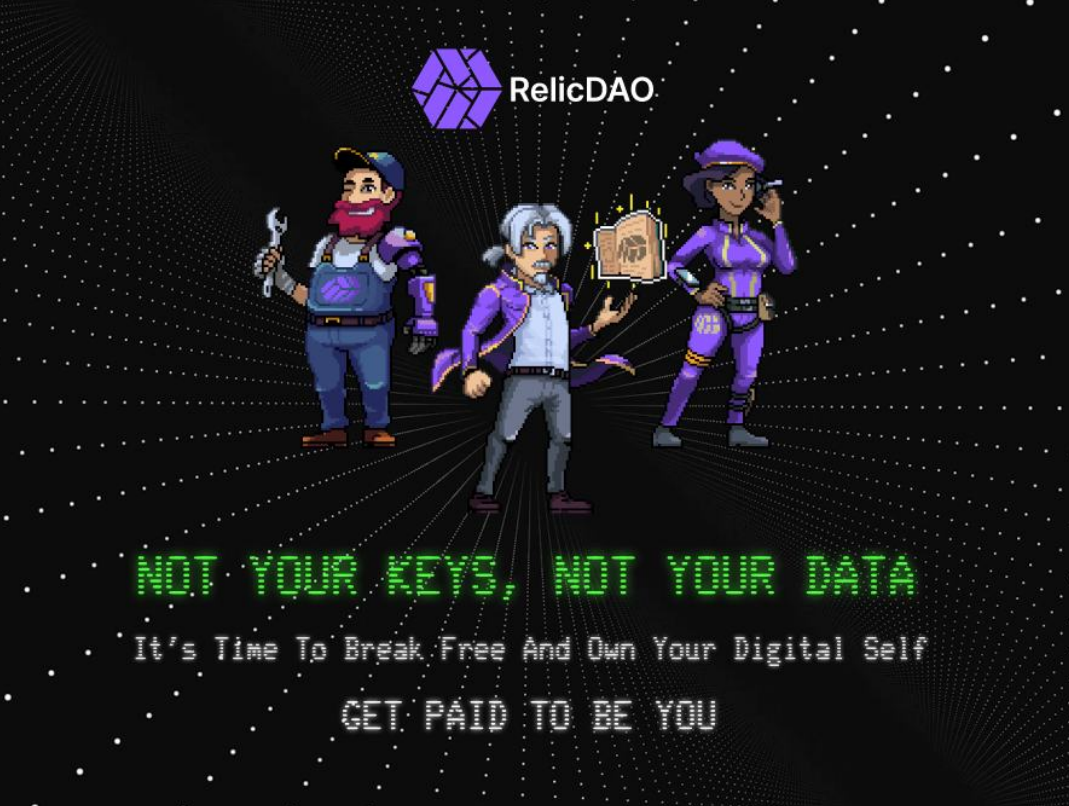 RelicDAO
NOT YOUR KEYS, NOT YOUR DATA
It's Time To Break Free And Own Your Digital Self
GET PAID TO BE YOU